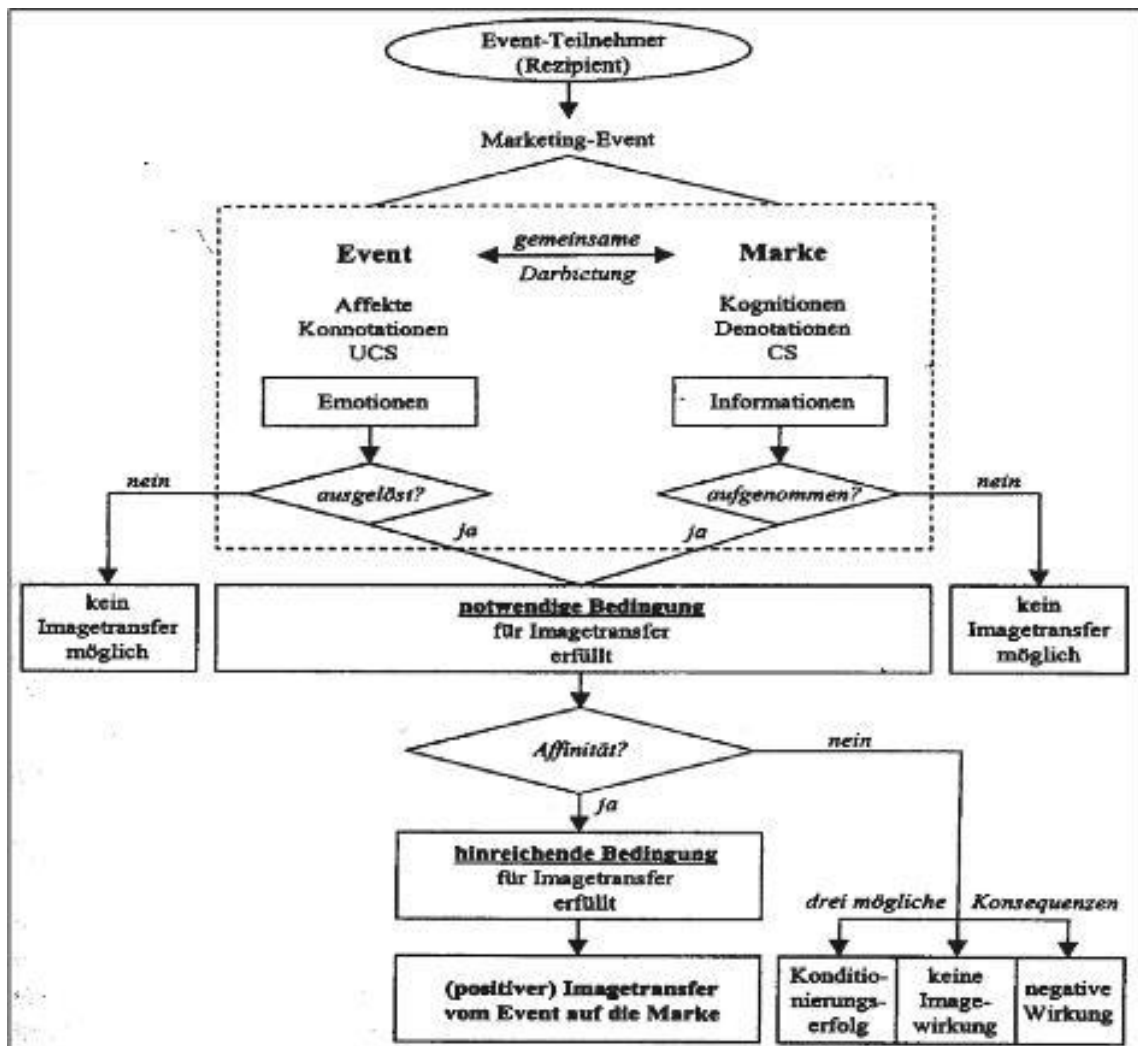 Event-Teilnehmer
(Rezipient)
Marketing-Event
Event
gemeinsame
Darbietung
Marke
Affekte
Konnotationen
UCS
Kognitionen
Denotationen
CS
Emotionen
Informationen
nein
ausgelöst?
aufgenommen?
nein
ja
ja
kein
Imagetransfer
möglich
notwendige Bedingung
für Imagetransfer
erfüllt
kein
Imagetransfer
möglich
Affinität?
nein
ja
hinreichende Bedingung
für Imagetransfer
erfüllt
drei mögliche Konsequenzen
(positiver) Imagetransfer
vom Event auf die Marke
Konditio-
nierungs-
erfolg
keine
Image-
wirkung
negative
Wirkung